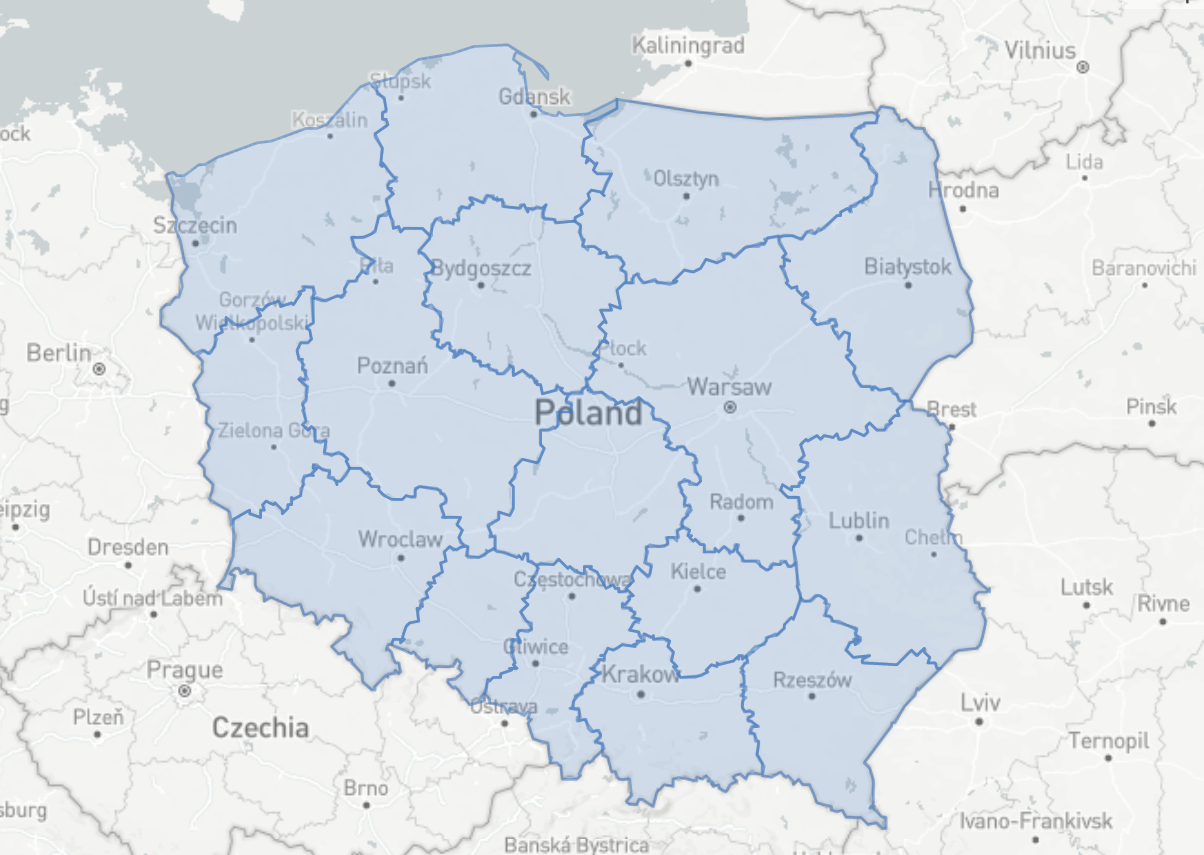 Kaliningrad
Vilnius
Słupsk
Gdansk
Koszalin
ock
Lida
Hrodna
Olsztyn
Szczecin
Piła
Bydgoszcz
Białystok
Baranovichi
Gorzów
Wielkopolski
Berlin
Płock
Poznań
Warsaw
Poland
Brest
Pinsk
g
Zielona Góra
eipzig
Radom
Lublin
Chełm
Wroclaw
Dresden
Kielce
Częstochowa
Ústí nad Labem
Lutsk
Rivne
Gliwice
Prague
Krakow
Rzeszów
Ostrava
Lviv
Plzeň
Czechia
Ternopil
Brno
sburg
Ivano-Frankivsk
Banská Bystrica